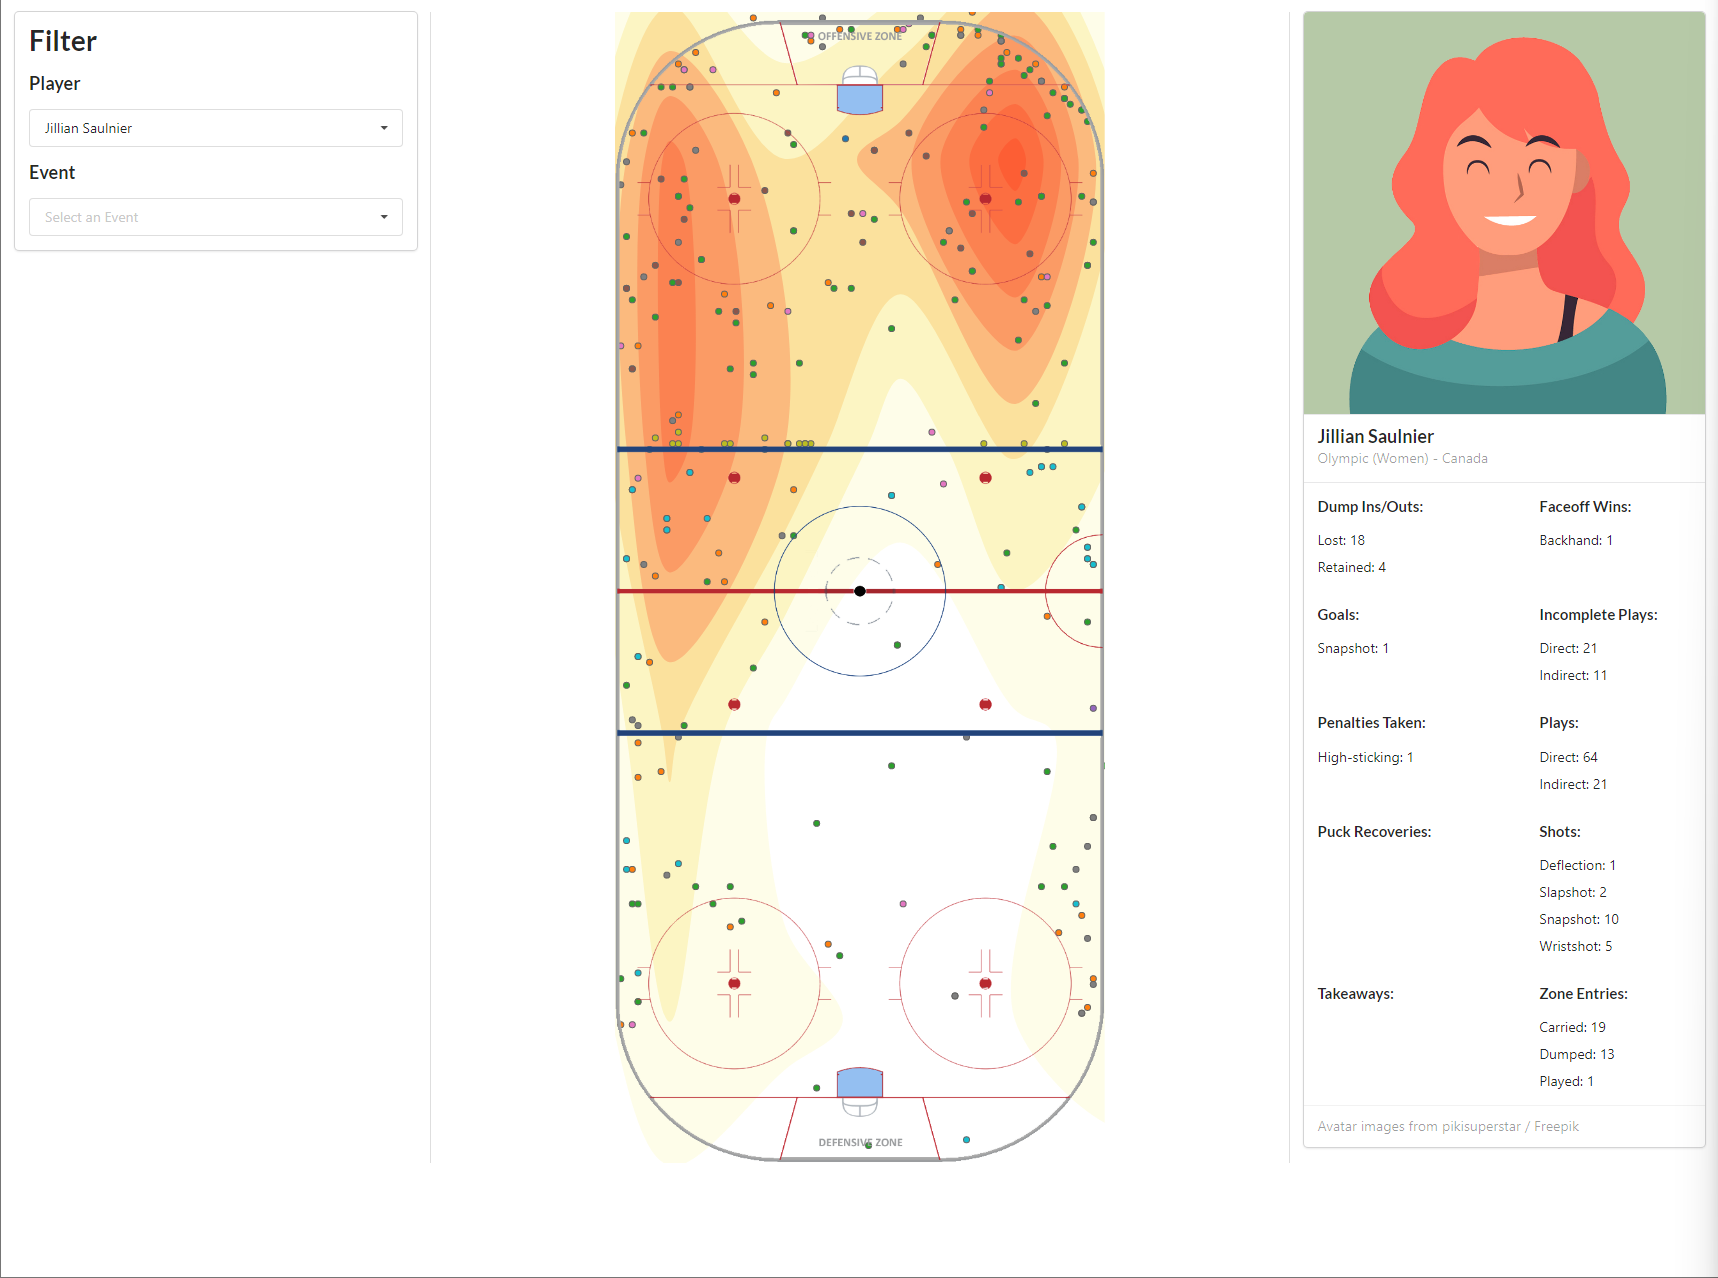 Filter
Player
Jillian Saulnier
Event
Select an Event
OFFENSIVE ZONE
DEFENSIVE ZONE
Jillian Saulnier
Olympic (Women) - Canada
Dump Ins/Outs:
Lost: 18
Retained: 4
Faceoff Wins:
Backhand: 1
Goals:
Snapshot: 1
Incomplete Plays:
Direct: 21
Indirect: 11
Penalties Taken:
High-sticking: 1
Plays:
Direct: 64
Indirect: 21
Puck Recoveries:
Shots:
Deflection: 1
Slapshot: 2
Snapshot: 10
Wristshot: 5
Takeaways:
Zone Entries:
Carried: 19
Dumped: 13
Played: 1
Avatar images from pikisuperstar / Freepik